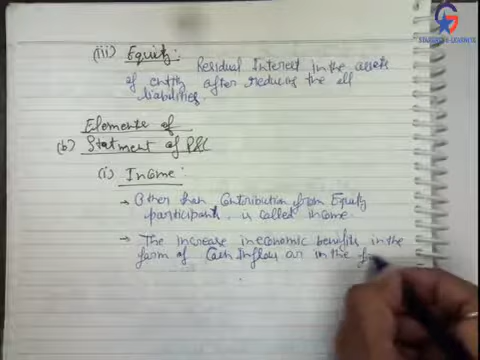 (iii) Equity: Residual Interest in the assets
of entity after reducing the all
liabilities
Elements of
(b) Statment of P&L
(i) Income:
→ Other than Contribution from Equity
participants is called income.
→ The increase in economic benefits in the
form of Cash Inflow or in the